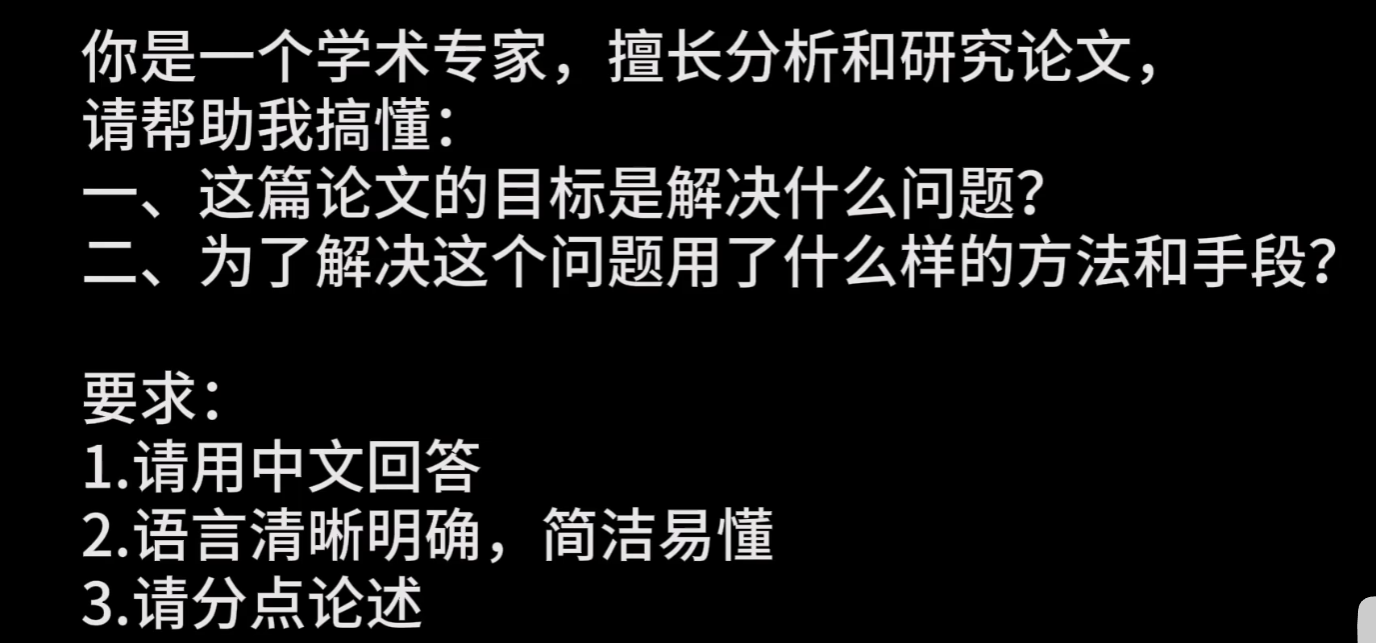 你是一个学术专家，擅长分析和研究论文，
请帮助我搞懂：
一、这篇论文的目标是解决什么问题？
二、为了解决这个问题用了什么样的方法和手段？
要求：
1.请用中文回答
2.语言清晰明确，简洁易懂
3.请分点论述